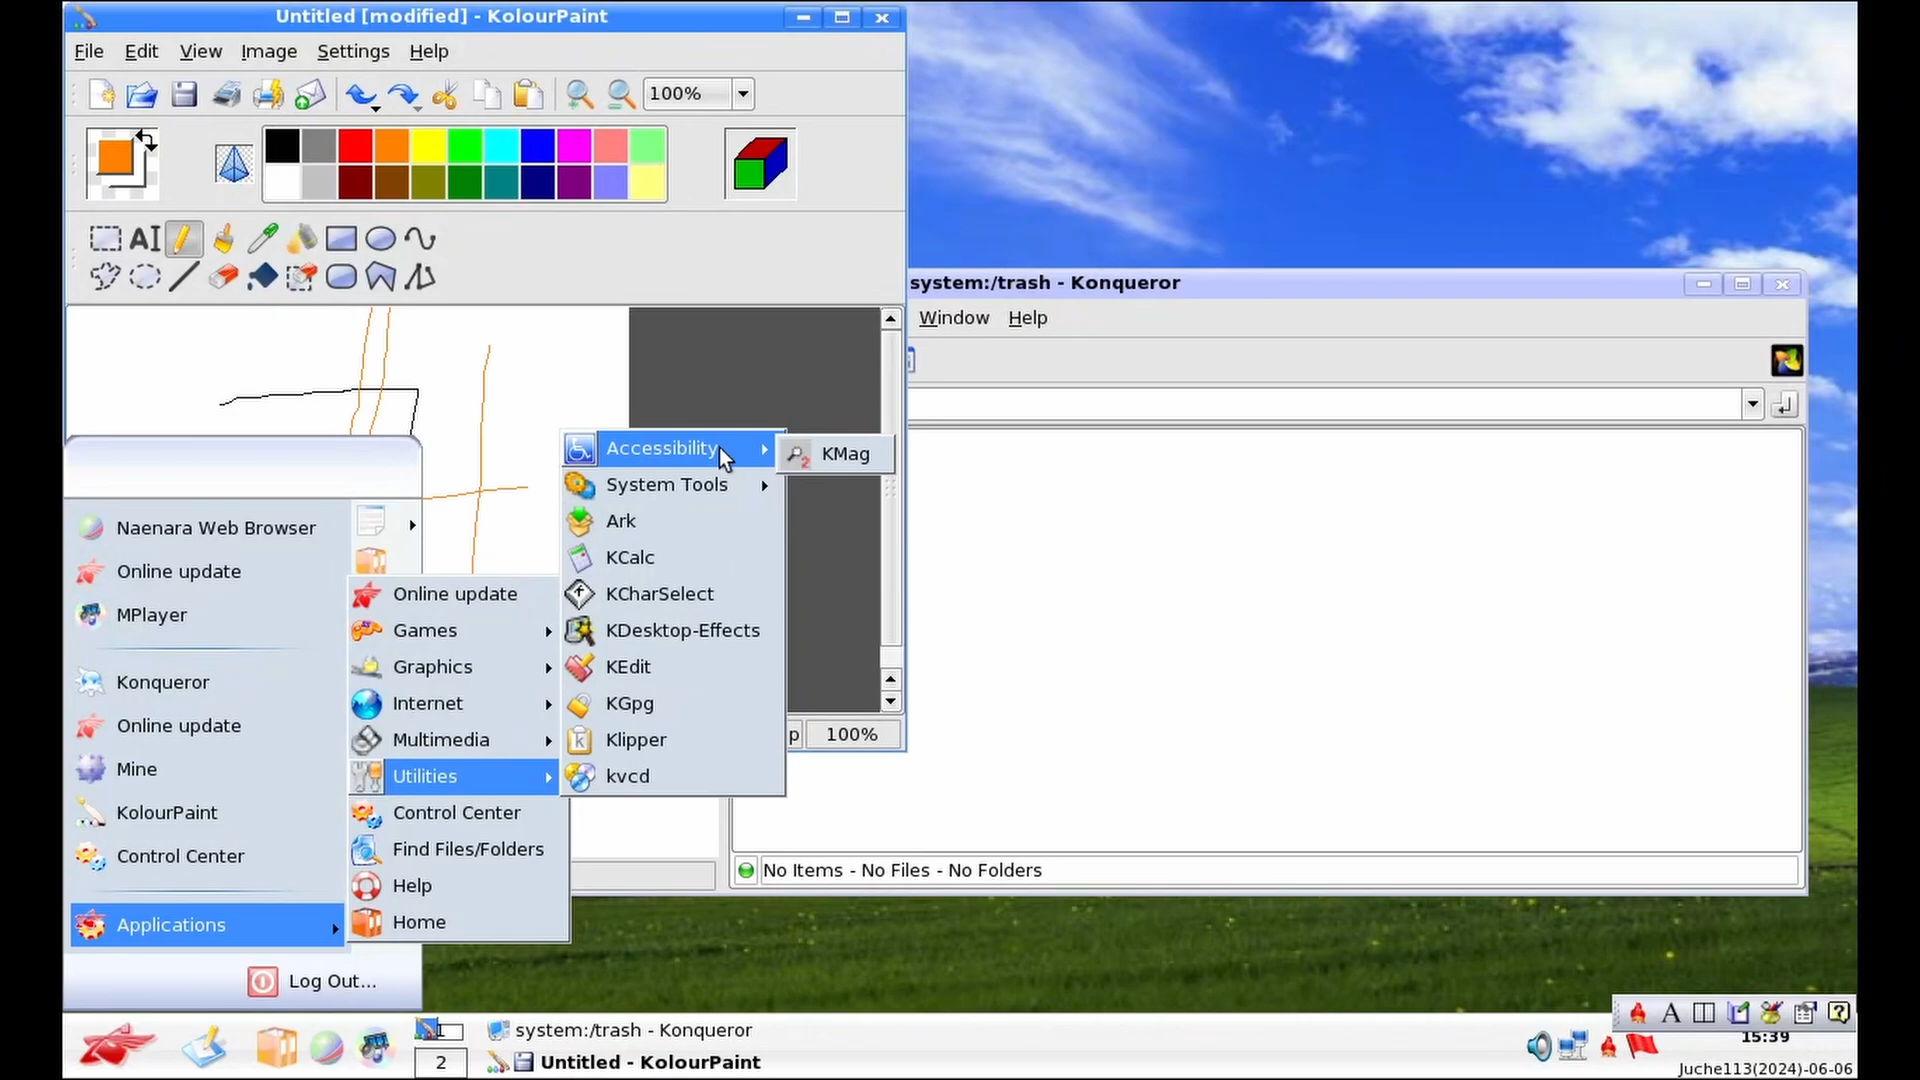 Untitled [modified] - KolourPaint
File Edit View Image Settings Help
100%
AI
system:/trash - Konqueror
Window Help
Naenara Web Browser
Online update
MPlayer
Konqueror
Online update
Mine
KolourPaint
Control Center
Applications
Log Out...
Online update
Games
Graphics
Internet
Multimedia
Utilities
Control Center
Find Files/Folders
Help
Home
Accessibility
System Tools
Ark
KCalc
KCharSelect
KDesktop-Effects
KEdit
KGpg
Klipper
kvcd
KMag
p 100%
No Items - No Files - No Folders
1
2
system:/trash - Konqueror
Untitled - KolourPaint
A
15:39
Juche113(2024)-06-06